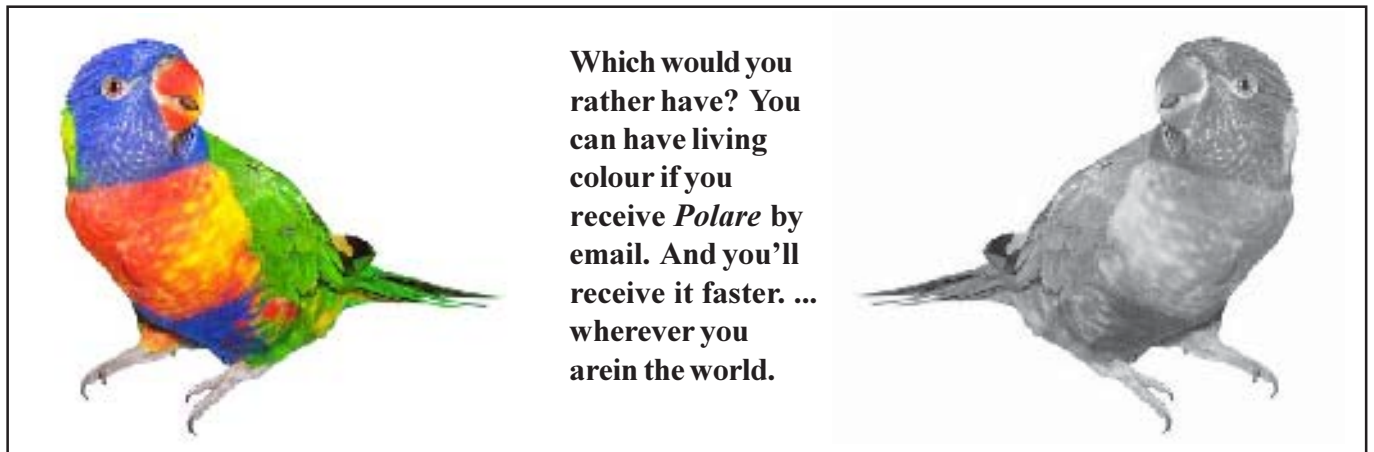 Which would you
rather have? You
can have living
colour if you
receive Polare by
email. And you’ll
receive it faster. ...
wherever you
arein the world.